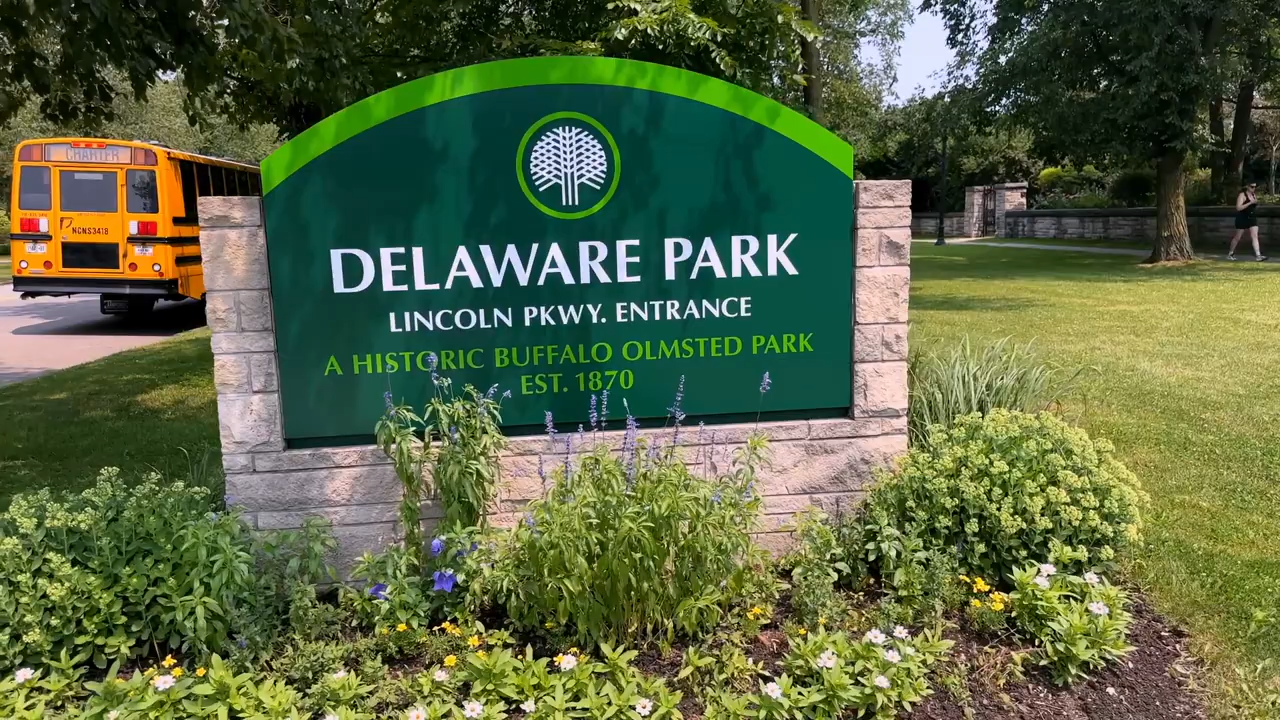 CHARTER
NCNS3418
DELAWARE PARK
LINCOLN PKWY. ENTRANCE
A HISTORIC BUFFALO OLMSTED PARK
EST. 1870